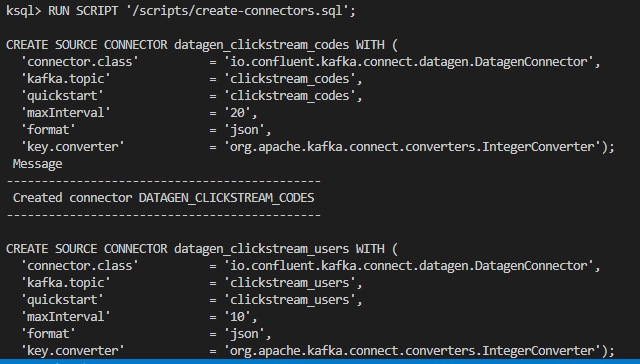 ksql> RUN SCRIPT '/scripts/create-connectors.sql';
CREATE SOURCE CONNECTOR datagen_clickstream_codes WITH (
  'connector.class'         = 'io.confluent.kafka.connect.datagen.DatagenConnector',
  'kafka.topic'             = 'clickstream_codes',
  'quickstart'              = 'clickstream_codes',
  'maxInterval'             = '20',
  'format'                  = 'json',
  'key.converter'           = 'org.apache.kafka.connect.converters.IntegerConverter');
 Message
--------------------------------------------
 Created connector DATAGEN_CLICKSTREAM_CODES
--------------------------------------------
CREATE SOURCE CONNECTOR datagen_clickstream_users WITH (
  'connector.class'         = 'io.confluent.kafka.connect.datagen.DatagenConnector',
  'kafka.topic'             = 'clickstream_users',
  'quickstart'              = 'clickstream_users',
  'maxInterval'             = '10',
  'format'                  = 'json',
  'key.converter'           = 'org.apache.kafka.connect.converters.IntegerConverter');